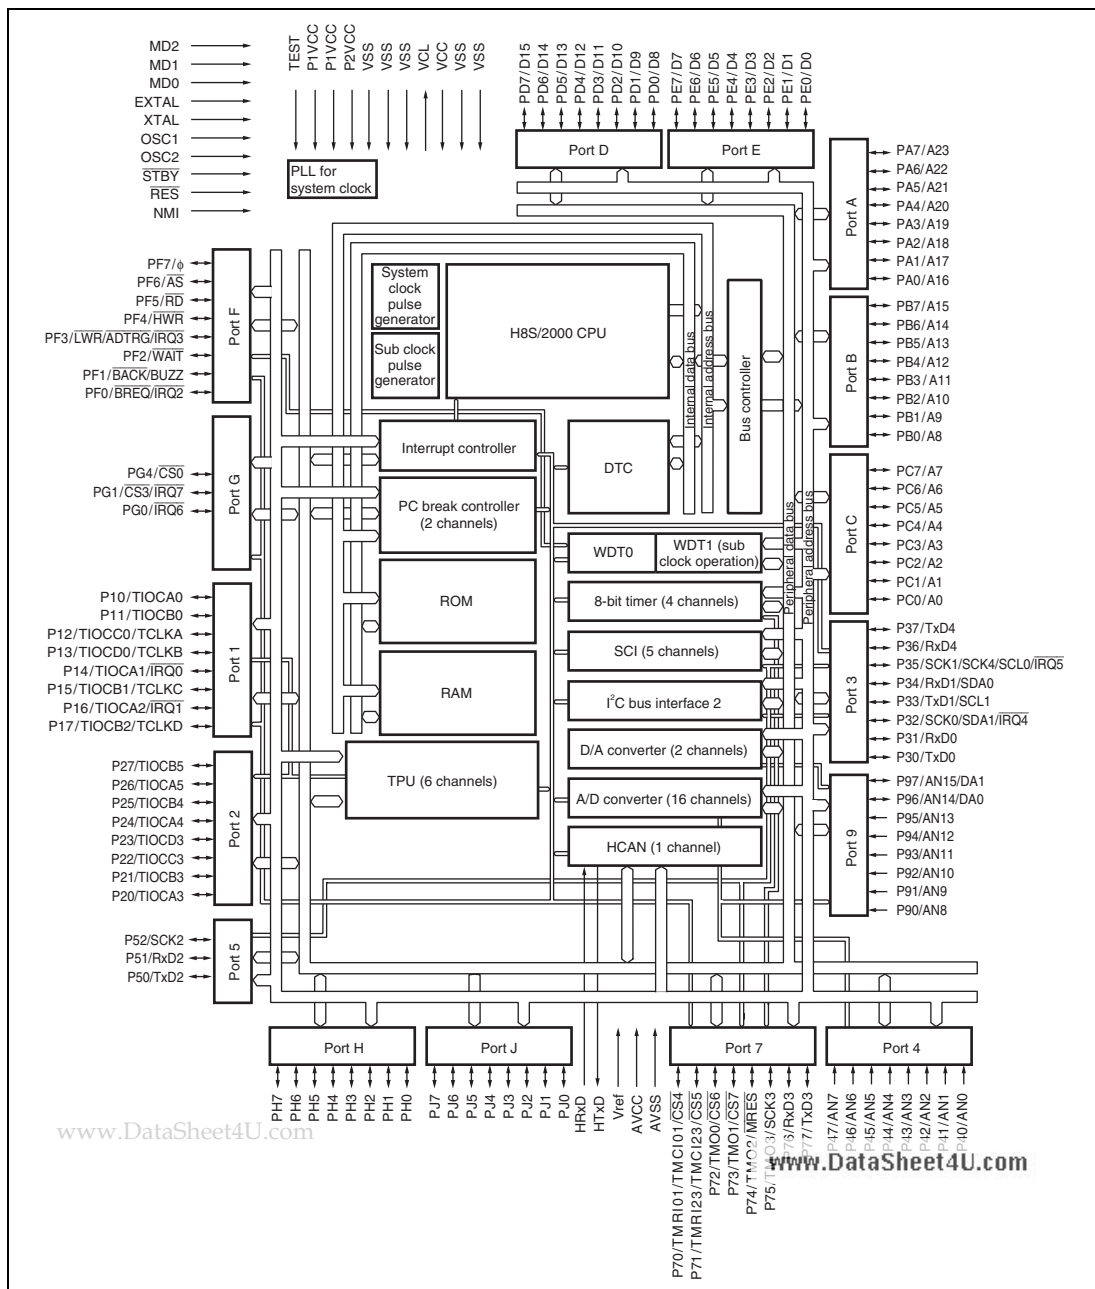 MD2
MD1
MD0
EXTAL
XTAL
OSC1
OSC2
STBY
RES
NMI
TEST
P1VCC
P1VCC
P2VCC
VSS
VSS
VSS
VCL
VCC
VSS
VSS
PLL for
system clock
PD7/D15
PD6/D14
PD5/D13
PD4/D12
PD3/D11
PD2/D10
PD1/D9
PD0/D8
PE7/D7
PE6/D6
PE5/D5
PE4/D4
PE3/D3
PE2/D2
PE1/D1
PE0/D0
Port D
Port E
Port A
PA7/A23
PA6/A22
PA5/A21
PA4/A20
PA3/A19
PA2/A18
PA1/A17
PA0/A16
PF7/ϕ
PF6/AS
PF5/RD
PF4/HWR
PF3/LWR/ADTRG/IRQ3
PF2/WAIT
PF1/BACK/BUZZ
PF0/BREQ/IRQ2
Port F
System
clock
pulse
generator
Sub clock
pulse
generator
H8S/2000 CPU
Internal data bus
Internal address bus
Bus controller
Port B
PB7/A15
PB6/A14
PB5/A13
PB4/A12
PB3/A11
PB2/A10
PB1/A9
PB0/A8
PG4/CS0
PG1/CS3/IRQ7
PG0/IRQ6
Port G
Interrupt controller
PC break controller
(2 channels)
DTC
Port C
PC7/A7
PC6/A6
PC5/A5
PC4/A4
PC3/A3
PC2/A2
PC1/A1
PC0/A0
WDT0
WDT1 (sub
clock operation)
Peripheral data bus
Peripheral address bus
P10/TIOCA0
P11/TIOCB0
P12/TIOCC0/TCLKA
P13/TIOCD0/TCLKB
P14/TIOCA1/IRQ0
P15/TIOCB1/TCLKC
P16/TIOCA2/IRQ1
P17/TIOCB2/TCLKD
Port 1
ROM
RAM
8-bit timer (4 channels)
SCI (5 channels)
I²C bus interface 2
D/A converter (2 channels)
A/D converter (16 channels)
HCAN (1 channel)
Port 3
P37/TxD4
P36/RxD4
P35/SCK1/SCK4/SCL0/IRQ5
P34/RxD1/SDA0
P33/TxD1/SCL1
P32/SCK0/SDA1/IRQ4
P31/RxD0
P30/TxD0
P27/TIOCB5
P26/TIOCA5
P25/TIOCB4
P24/TIOCA4
P23/TIOCD3
P22/TIOCC3
P21/TIOCB3
P20/TIOCA3
Port 2
TPU (6 channels)
Port 9
P97/AN15/DA1
P96/AN14/DA0
P95/AN13
P94/AN12
P93/AN11
P92/AN10
P91/AN9
P90/AN8
P52/SCK2
P51/RxD2
P50/TxD2
Port 5
Port H
Port J
Port 7
Port 4
PH7
PH6
PH5
PH4
PH3
PH2
PH1
PH0
PJ7
PJ6
PJ5
PJ4
PJ3
PJ2
PJ1
PJ0
HRxD
HTxD
Vref
AVCC
AVSS
P70/TMRI01/TMCI01/CS4
P71/TMRI23/TMCI23/CS5
P72/TMO0/CS6
P73/TMO1/CS7
P74/TMO2/MRES
P75/TMO3/SCK3
P76/RxD3
P77/TxD3
P47/AN7
P46/AN6
P45/AN5
P44/AN4
P43/AN3
P42/AN2
P41/AN1
P40/AN0
www.DataSheet4U.com
www.DataSheet4U.com